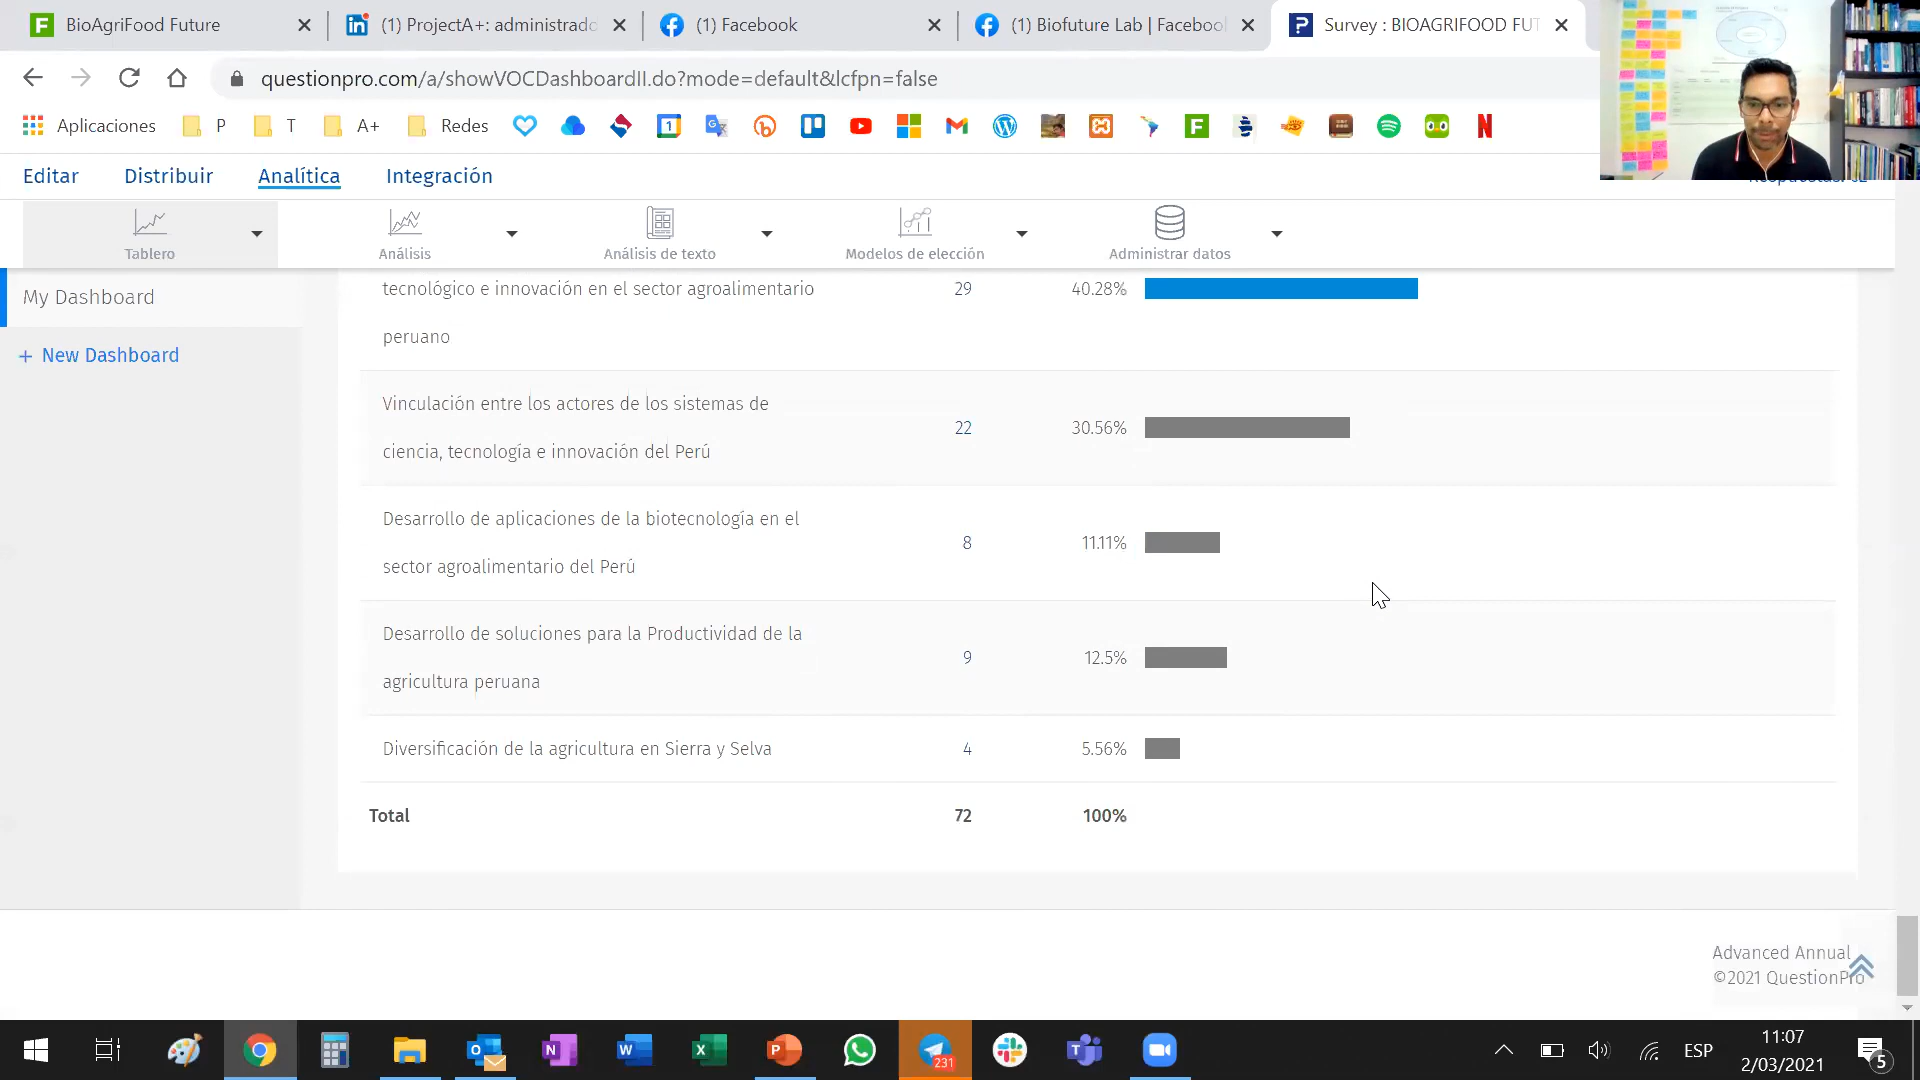 BioAgriFood Future
(1) ProjectA+: administrado
(1) Facebook
(1) Biofuture Lab | Facebook
Survey : BIOAGRIFOOD FUT
questionpro.com/a/showVOCDashboardII.do?mode=default&lcfpn=false
Aplicaciones P T A+ Redes
Editar Distribuir Analítica Integración
Tablero Análisis Análisis de texto Modelos de elección Administrar datos
My Dashboard
+ New Dashboard
tecnológico e innovación en el sector agroalimentario 29 40.28%
peruano
Vinculación entre los actores de los sistemas de
22 30.56%
ciencia, tecnología e innovación del Perú
Desarrollo de aplicaciones de la biotecnología en el
8 11.11%
sector agroalimentario del Perú
Desarrollo de soluciones para la Productividad de la
9 12.5%
agricultura peruana
Diversificación de la agricultura en Sierra y Selva 4 5.56%
Total 72 100%
Advanced Annual
©2021 QuestionPro
231
ESP
11:07
2/03/2021
5